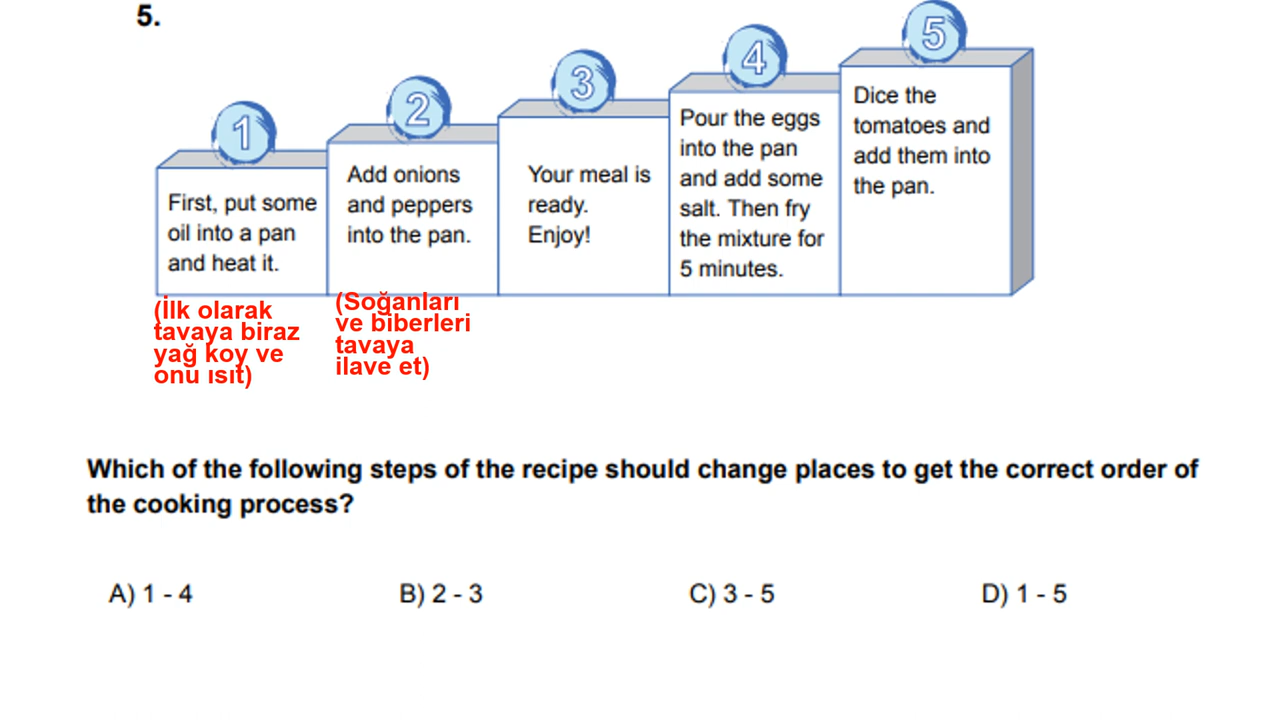 5.
1
First, put some
oil into a pan
and heat it.
(İlk olarak
tavaya biraz
yağ koy ve
onu ısıt)
2
Add onions
and peppers
into the pan.
(Soğanları
ve biberleri
tavaya
ilave et)
3
Your meal is
ready.
Enjoy!
4
Pour the eggs
into the pan
and add some
salt. Then fry
the mixture for
5 minutes.
5
Dice the
tomatoes and
add them into
the pan.
Which of the following steps of the recipe should change places to get the correct order of
the cooking process?
A) 1 - 4
B) 2 - 3
C) 3 - 5
D) 1 - 5